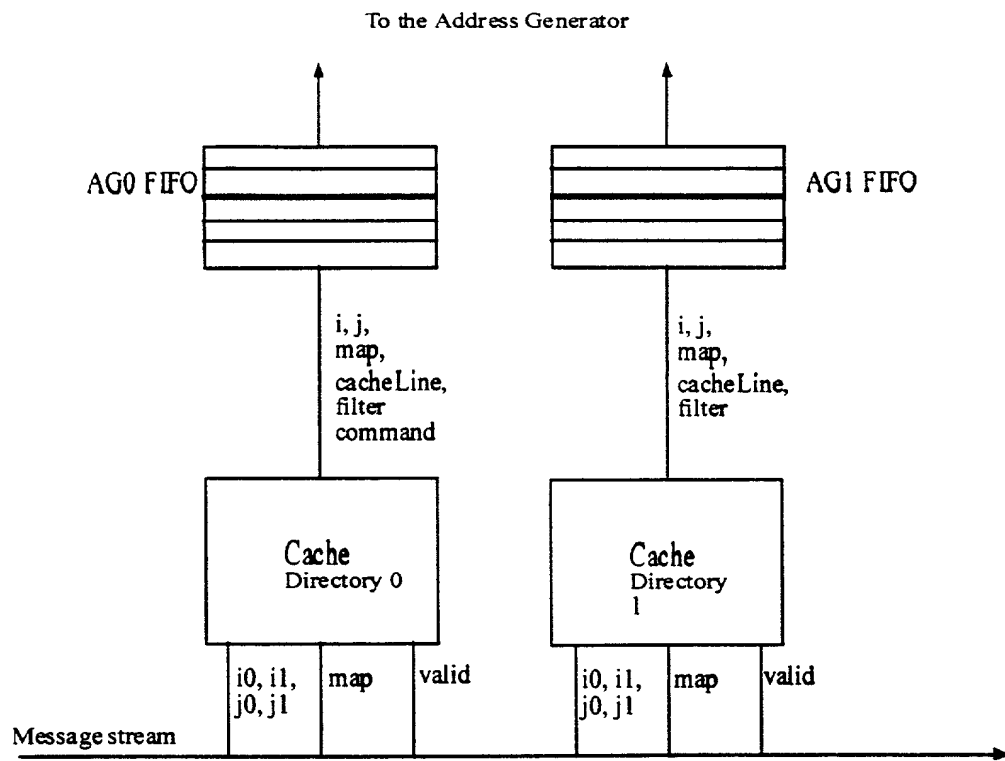 To the Address Generator
AG0 FIFO
AG1 FIFO
i, j,
map,
cacheLine,
filter
command
i, j,
map,
cacheLine,
filter
Cache
Directory 0
Cache
Directory
1
i0, i1,
j0, j1
map
valid
i0, i1,
j0, j1
map
valid
Message stream